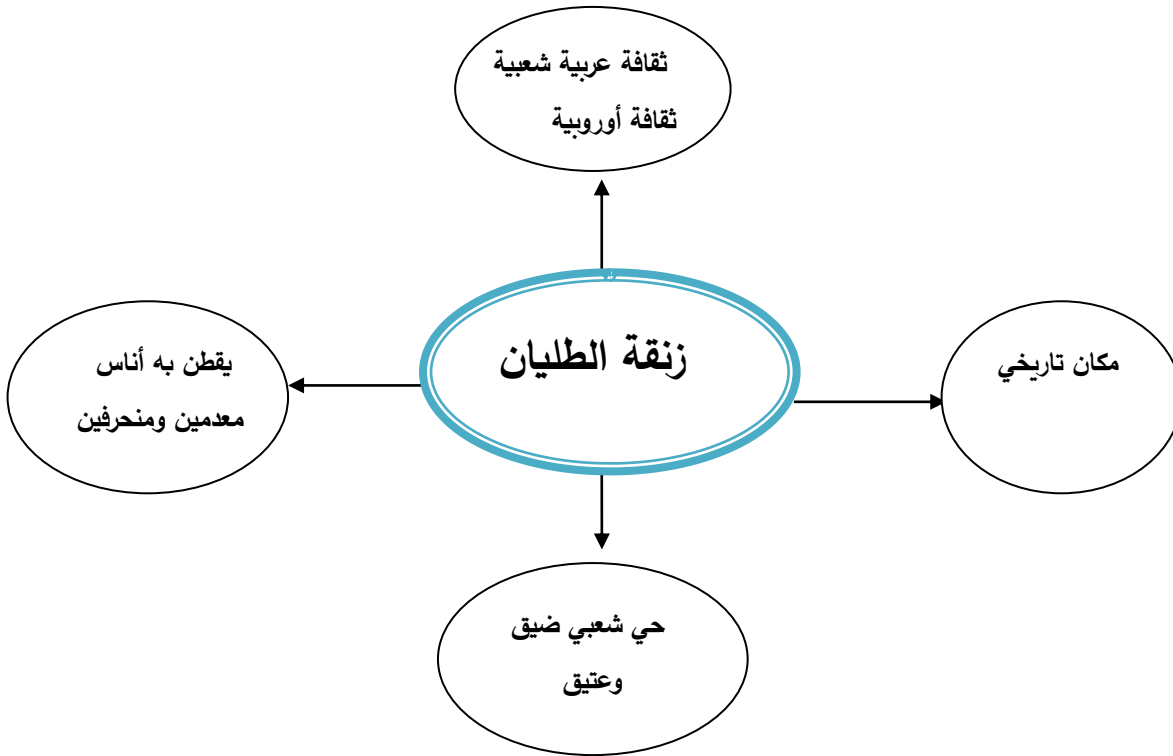 ثقافة عربية شعبية
ثقافة أوروبية
زنقة الطليان
مكان تاريخي
يقطن به أناس
معدمين ومنحرفين
حي شعبي ضيق
وعتيق